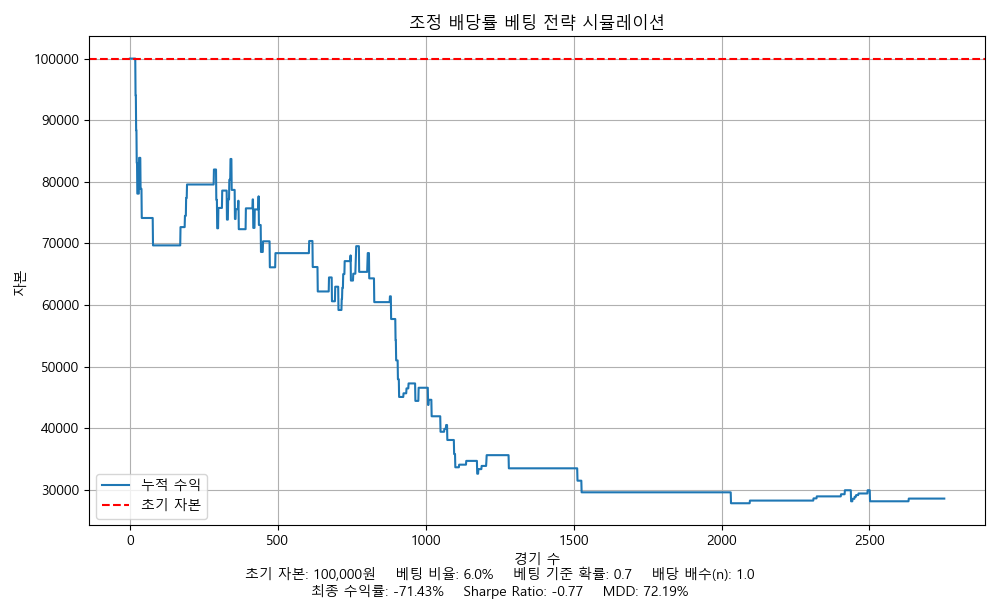 조정 배당률 베팅 전략 시뮬레이션
100000
90000
80000
70000
60000
50000
40000
30000
자본
누적 수익
초기 자본
0
500
1000
1500
2000
2500
경기 수
초기 자본: 100,000원 베팅 비율: 6.0% 베팅 기준 확률: 0.7 배당 배수(n): 1.0
최종 수익률: -71.43% Sharpe Ratio: -0.77 MDD: 72.19%